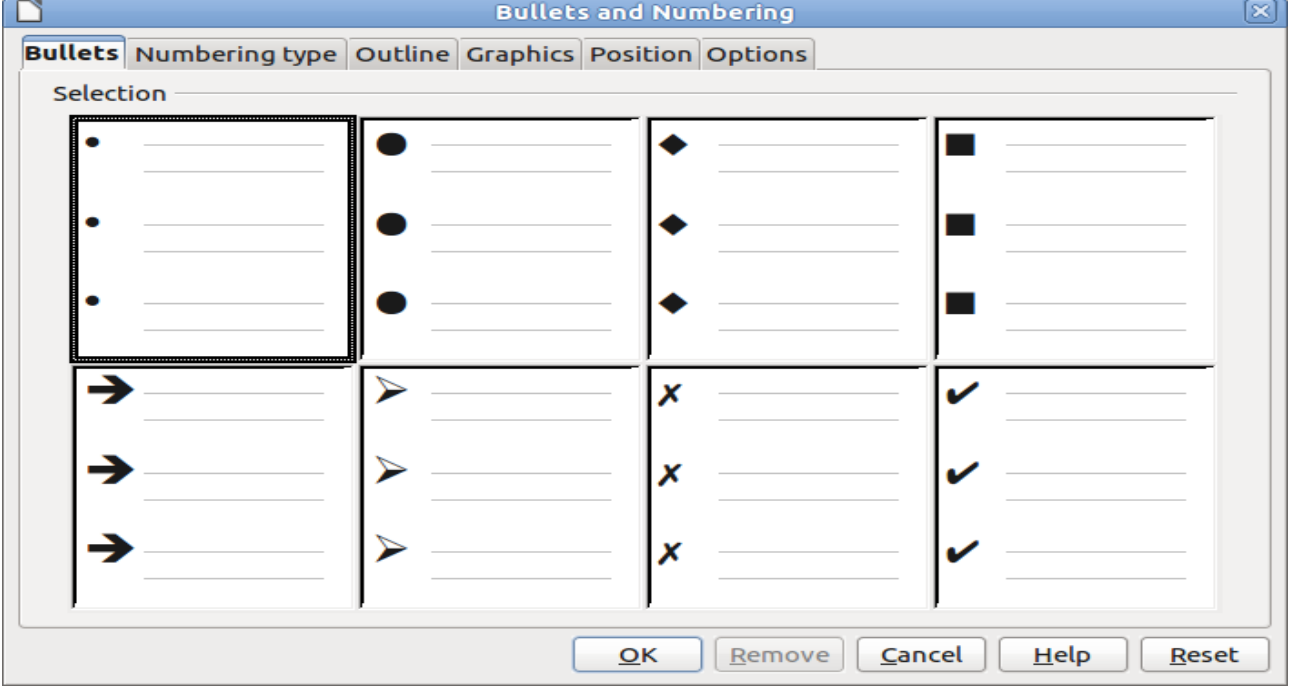 Bullets and Numbering
Bullets Numbering type Outline Graphics Position Options
Selection
OK Remove Cancel Help Reset